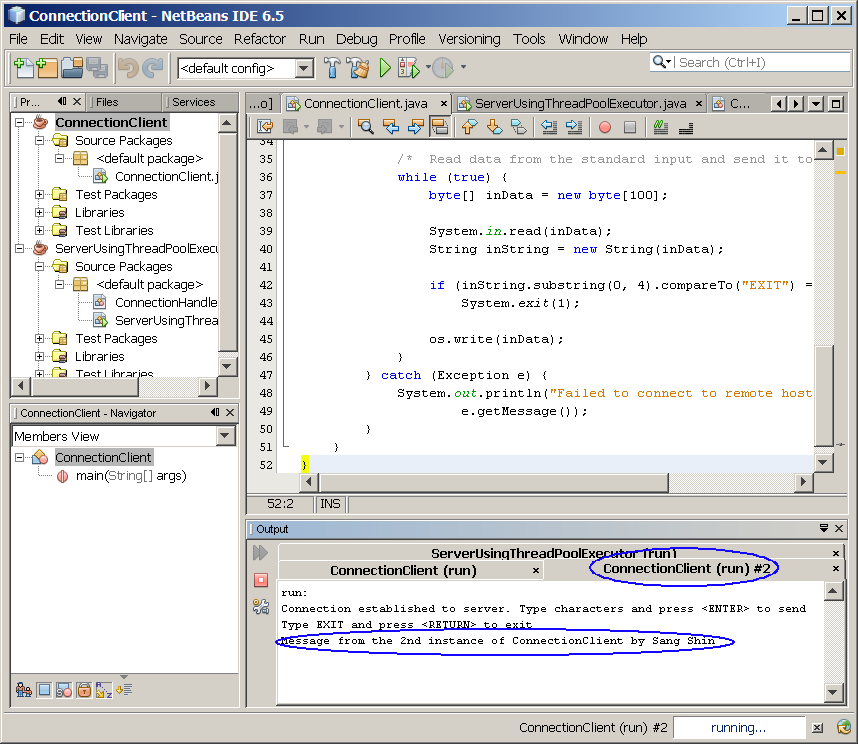 ConnectionClient - NetBeans IDE 6.5
File Edit View Navigate Source Refactor Run Debug Profile Versioning Tools Window Help
<default config>
Search (Ctrl+I)
Pr...
Files
Services
...o]
ConnectionClient.java
ServerUsingThreadPoolExecutor.java
C...
ConnectionClient
Source Packages
<default package>
ConnectionClient.j
Test Packages
Libraries
Test Libraries
ServerUsingThreadPoolExecu
Source Packages
<default package>
ConnectionHandle
ServerUsingThrea
Test Packages
Libraries
Test Libraries
34
35 /* Read data from the standard input and send it to
36 while (true) {
37 byte[] inData = new byte[100];
38
39 System.in.read(inData);
40 String inString = new String(inData);
41
42 if (inString.substring(0, 4).compareTo("EXIT") =
43 System.exit(1);
44
45 os.write(inData);
46 }
47 } catch (Exception e) {
48 System.out.println("Failed to connect to remote host
49 e.getMessage());
50 }
51 }
52 }
52:2 INS
ConnectionClient - Navigator
Members View
ConnectionClient
main(String[] args)
Output
ServerUsingThreadPoolExecutor (run)
ConnectionClient (run)
ConnectionClient (run) #2
run:
Connection established to server. Type characters and press <ENTER> to send
Type EXIT and press <RETURN> to exit
Message from the 2nd instance of ConnectionClient by Sang Shin
ConnectionClient (run) #2
running...